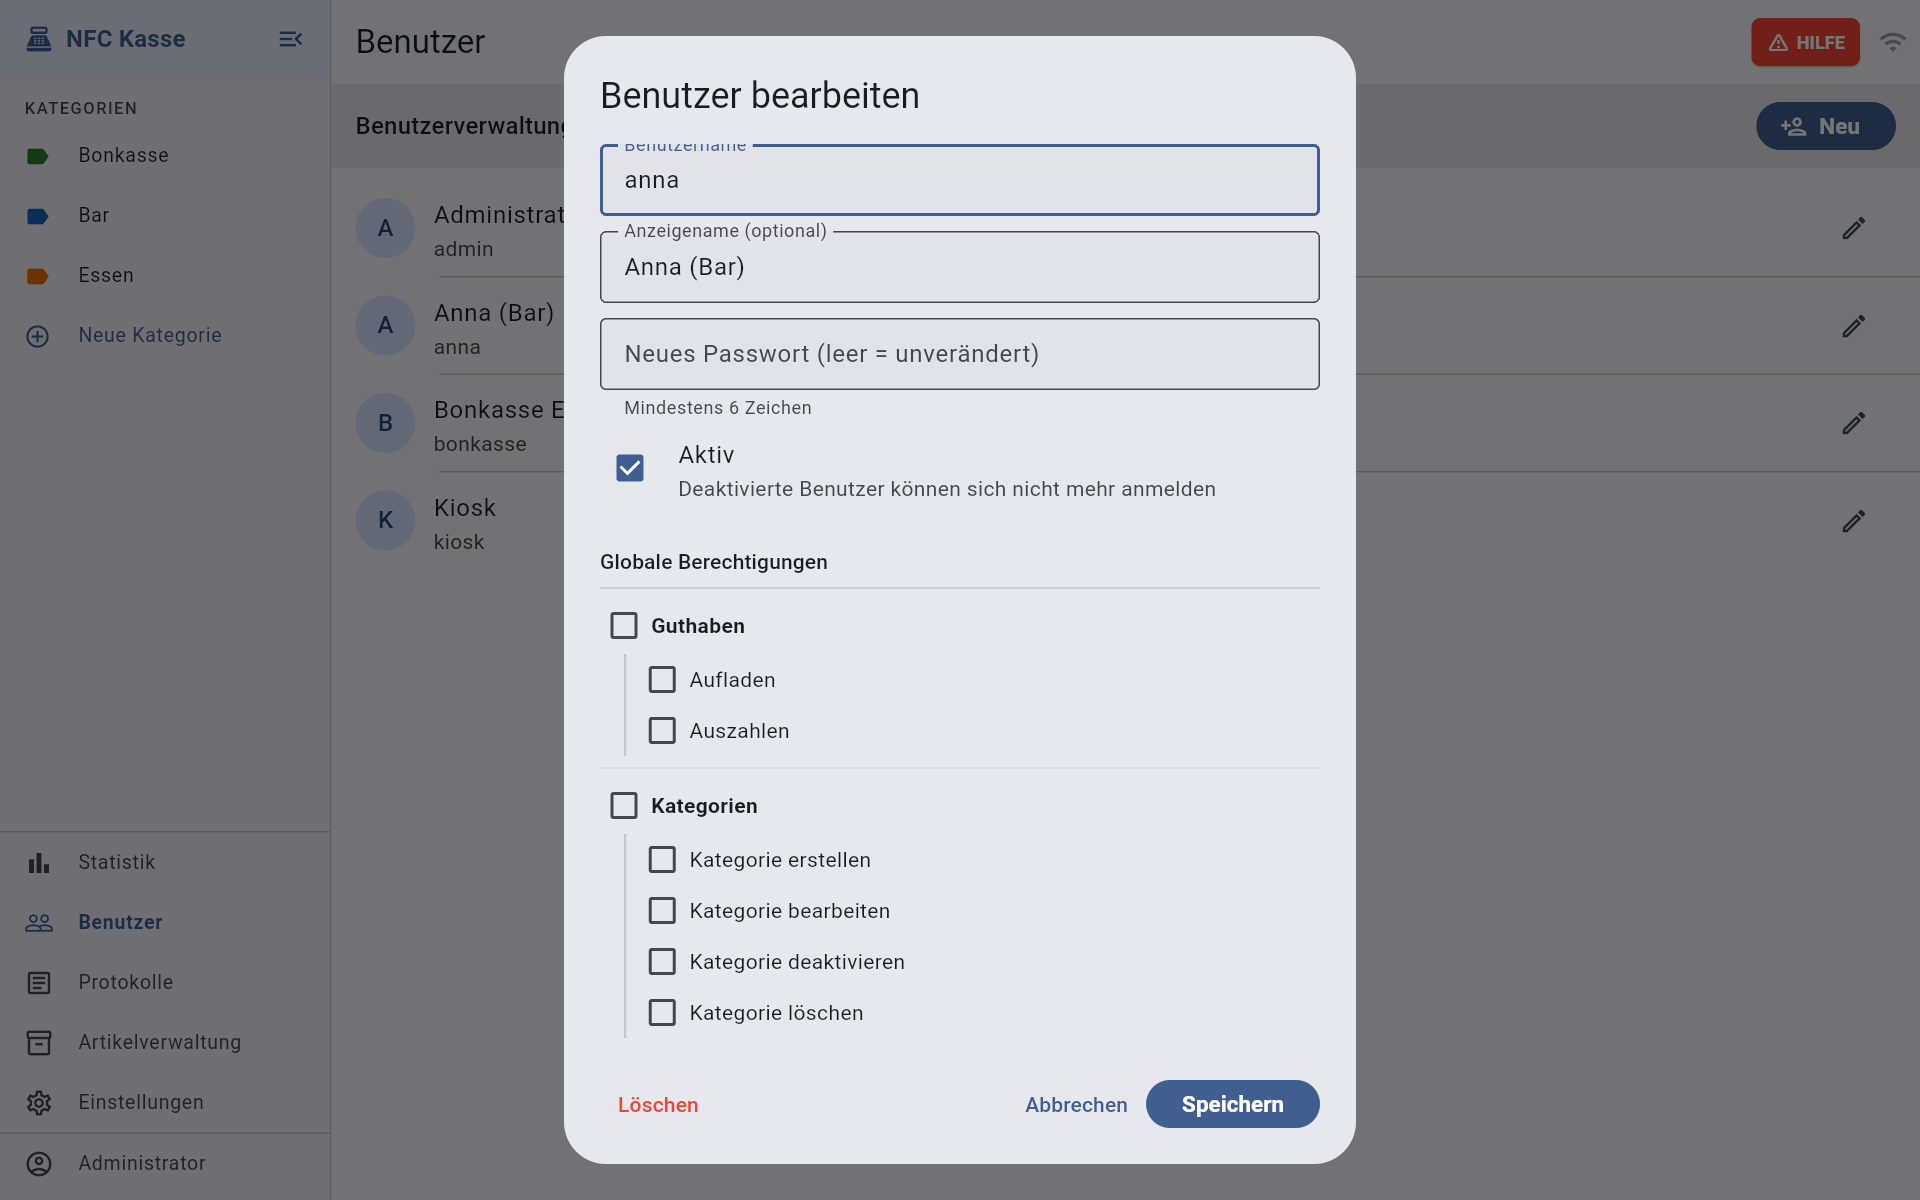 NFC Kasse
KATEGORIEN
Bonkasse
Bar
Essen
Neue Kategorie
Statistik
Benutzer
Protokolle
Artikelverwaltung
Einstellungen
Administrator
Benutzer
HILFE
Benutzerverwaltung
Neu
A
Administrat
admin
A
Anna (Bar)
anna
B
Bonkasse E
bonkasse
K
Kiosk
kiosk
Benutzer bearbeiten
Benutzername
anna
Anzeigename (optional)
Anna (Bar)
Neues Passwort (leer = unverändert)
Mindestens 6 Zeichen
Aktiv
Deaktivierte Benutzer können sich nicht mehr anmelden
Globale Berechtigungen
Guthaben
Aufladen
Auszahlen
Kategorien
Kategorie erstellen
Kategorie bearbeiten
Kategorie deaktivieren
Kategorie löschen
Löschen
Abbrechen
Speichern